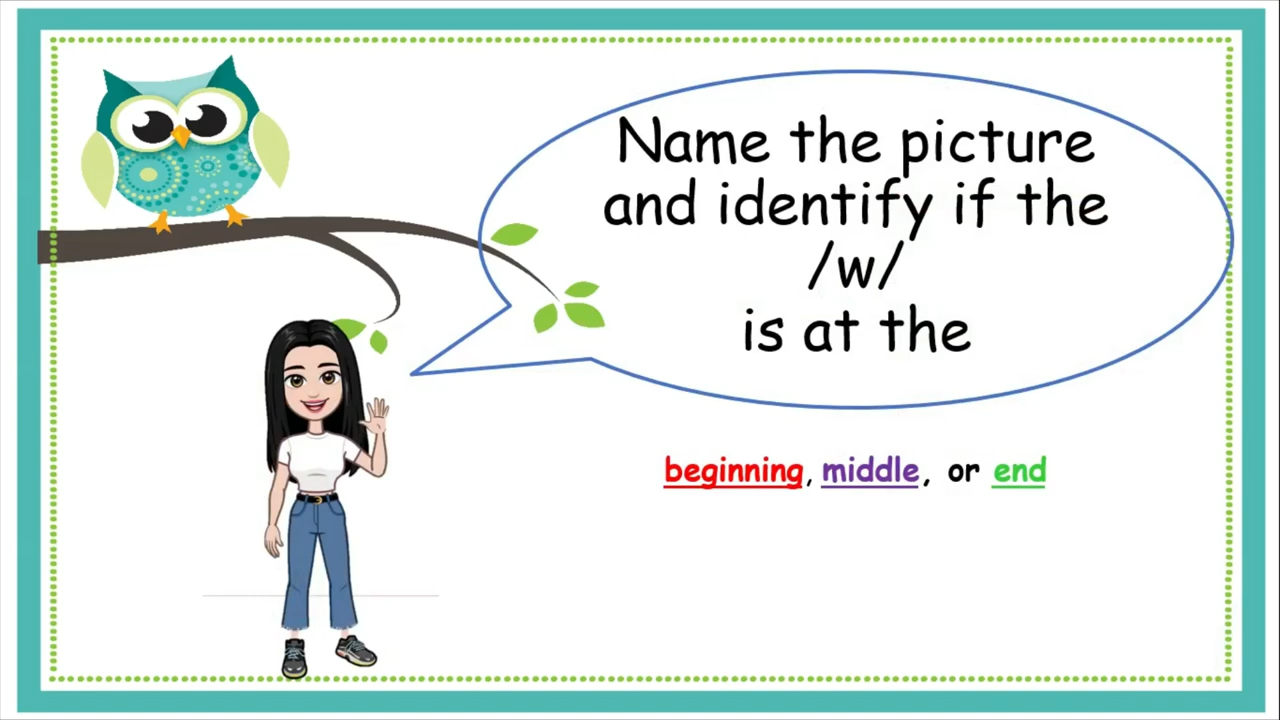 Name the picture
and identify if the
/w/
is at the
beginning, middle, or end